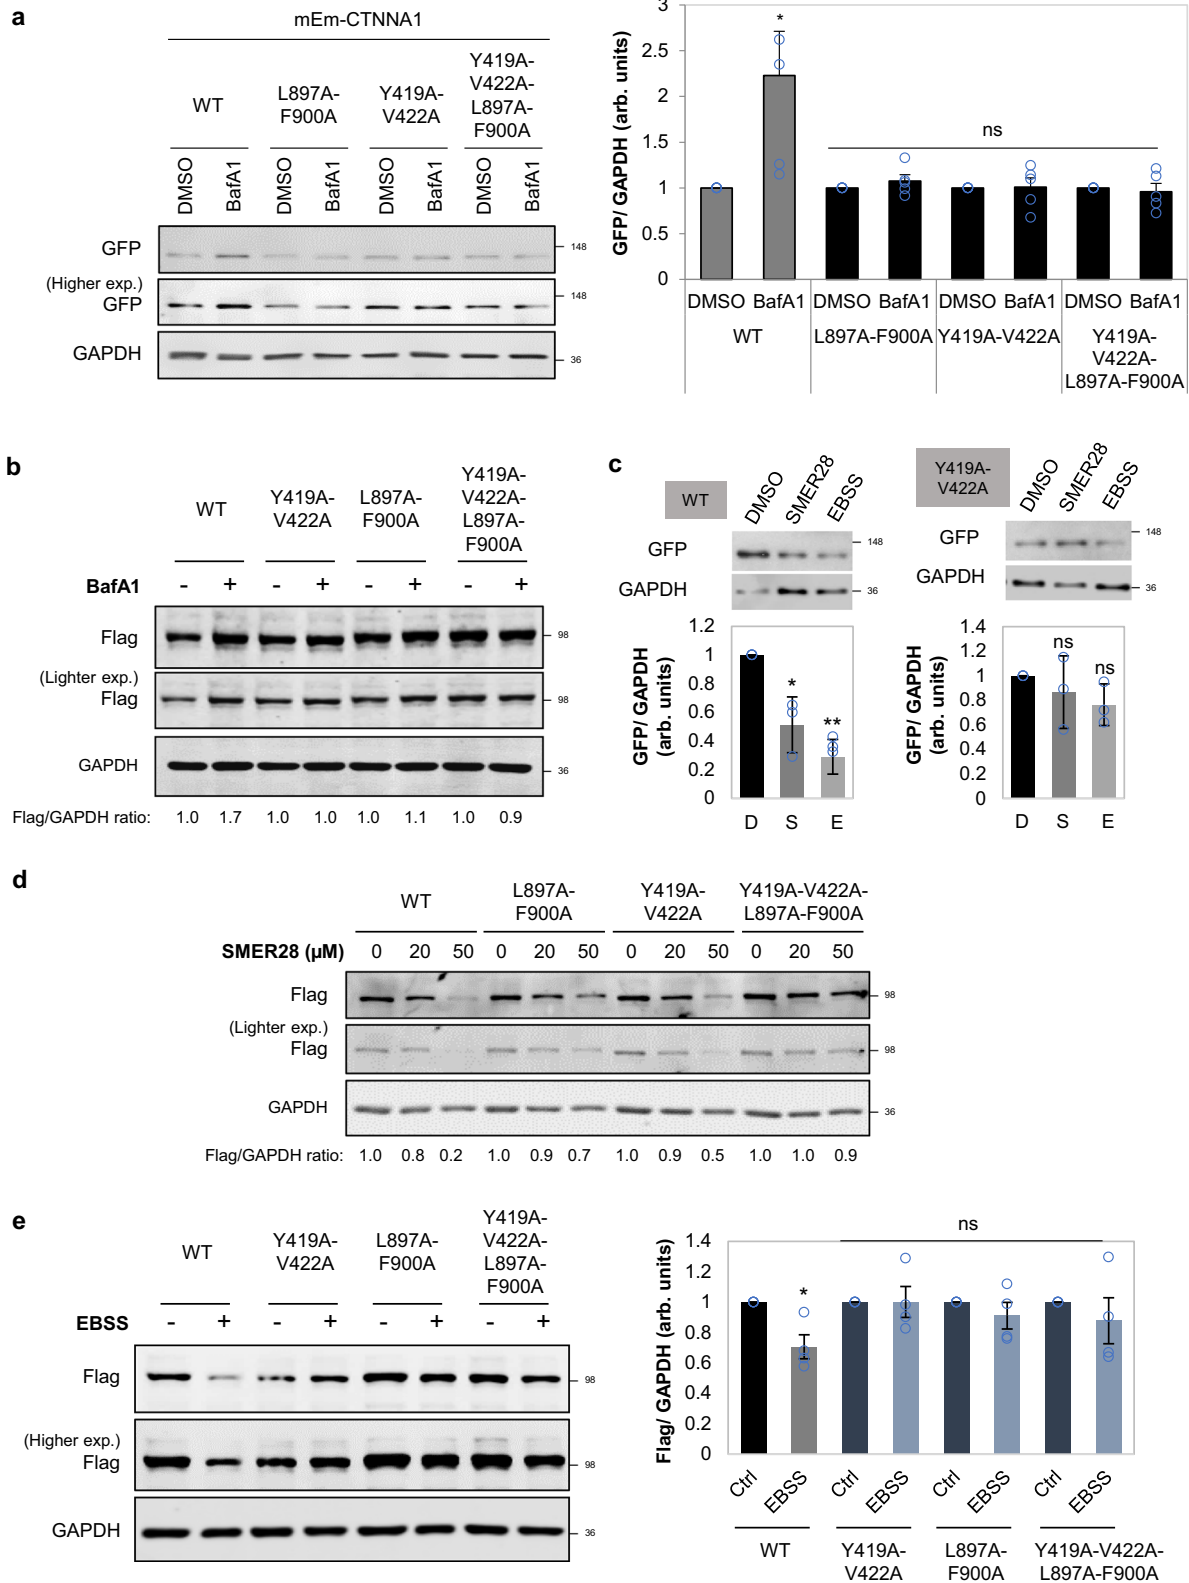 a
mEm-CTNNA1
WT
L897A-
F900A
Y419A-
V422A
Y419A-
V422A-
L897A-
F900A
DMSO BafA1 DMSO BafA1 DMSO BafA1 DMSO BafA1
GFP
148
(Higher exp.)
GFP
148
GAPDH
36
GFP/ GAPDH (arb. units)
3
2.5
2
1.5
1
0.5
0
*
ns
DMSO BafA1 DMSO BafA1 DMSO BafA1 DMSO BafA1
WT
L897A-F900A
Y419A-V422A
Y419A-
V422A-
L897A-F900A
b
WT
Y419A-
V422A
L897A-
F900A
Y419A-
V422A-
L897A-
F900A
BafA1 - + - + - + - +
Flag
98
(Lighter exp.)
Flag
98
GAPDH
36
Flag/GAPDH ratio: 1.0 1.7 1.0 1.0 1.0 1.1 1.0 0.9
c
WT
DMSO SMER28 EBSS
GFP
148
GAPDH
36
GFP/ GAPDH
(arb. units)
1.2
1
0.8
0.6
0.4
0.2
0
*
**
D S E
Y419A-
V422A
DMSO SMER28 EBSS
GFP
148
GAPDH
36
GFP/ GAPDH
(arb. units)
1.4
1.2
1
0.8
0.6
0.4
0.2
0
ns
ns
D S E
d
WT
L897A-
F900A
Y419A-
V422A
Y419A-V422A-
L897A-F900A
SMER28 (µM) 0 20 50 0 20 50 0 20 50 0 20 50
Flag
98
(Lighter exp.)
Flag
98
GAPDH
36
Flag/GAPDH ratio: 1.0 0.8 0.2 1.0 0.9 0.7 1.0 0.9 0.5 1.0 1.0 0.9
e
WT
Y419A-
V422A
L897A-
F900A
Y419A-
V422A-
L897A-
F900A
EBSS - + - + - + - +
Flag
98
(Higher exp.)
Flag
98
GAPDH
36
Flag/ GAPDH (arb. units)
1.4
1.2
1
0.8
0.6
0.4
0.2
0
*
ns
Ctrl EBSS Ctrl EBSS Ctrl EBSS Ctrl EBSS
WT
Y419A-
V422A
L897A-
F900A
Y419A-V422A-
L897A-F900A